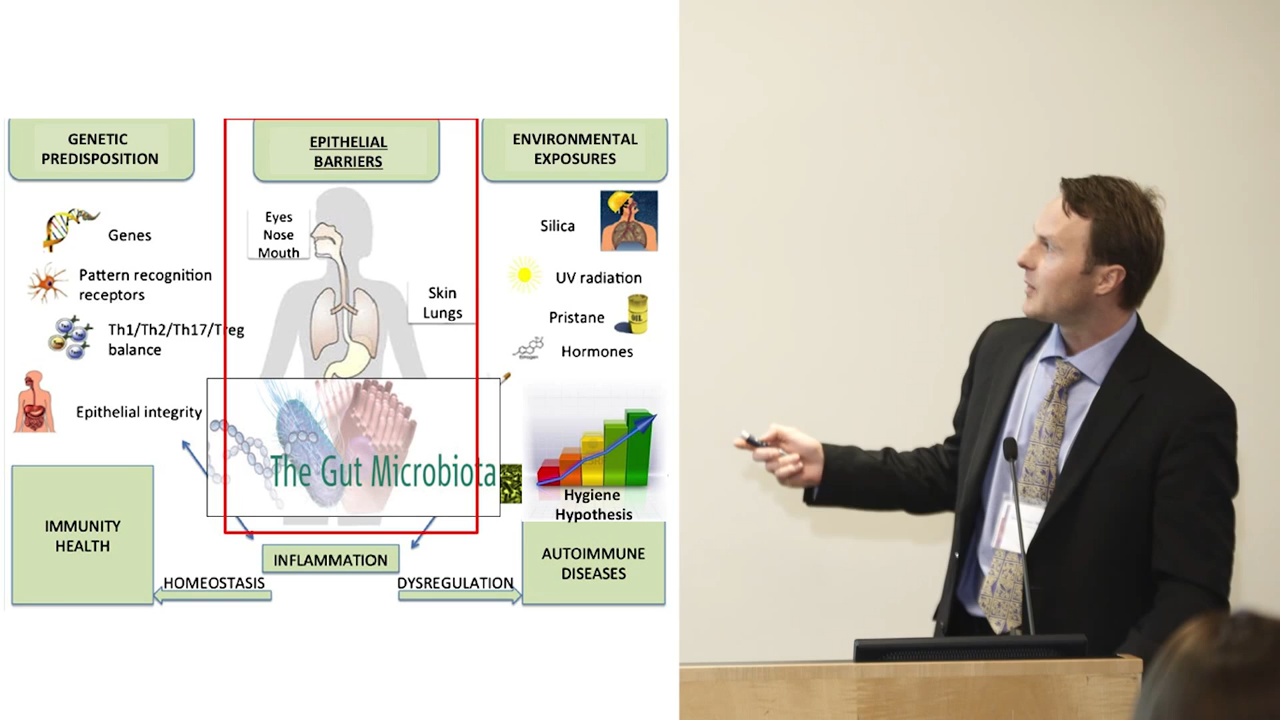 GENETIC
PREDISPOSITION
EPITHELIAL
BARRIERS
ENVIRONMENTAL
EXPOSURES
Genes
Pattern recognition
receptors
Th1/Th2/Th17/Treg
balance
Epithelial integrity
Eyes
Nose
Mouth
Skin
Lungs
Silica
UV radiation
Pristane
OIL
Hormones
Estrogen
The Gut Microbiota
Hygiene
Hypothesis
IMMUNITY
HEALTH
INFLAMMATION
AUTOIMMUNE
DISEASES
HOMEOSTASIS
DYSREGULATION